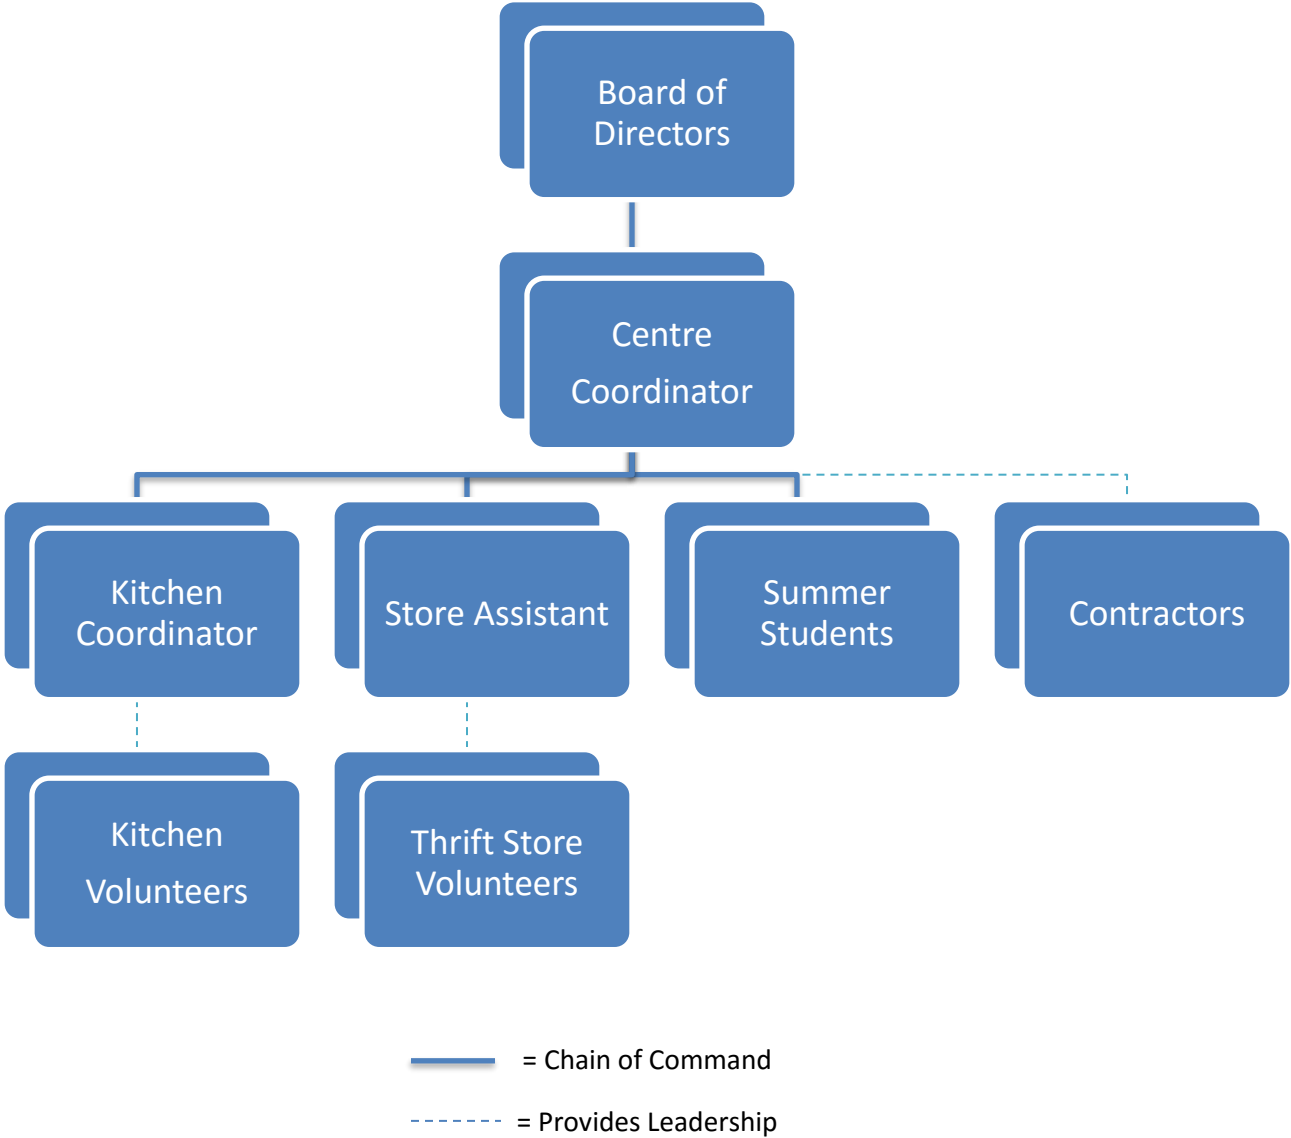 Board of
Directors
Centre
Coordinator
Kitchen
Coordinator
Store Assistant
Summer
Students
Contractors
Kitchen
Volunteers
Thrift Store
Volunteers
= Chain of Command
= Provides Leadership